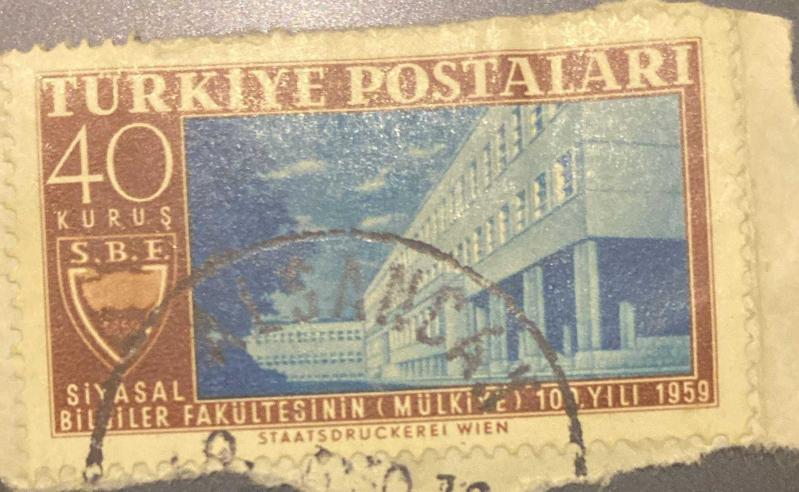 TÜRKİYE POSTALARI
40
KURUŞ
S.B.F.
SİYASAL
BİLGİLER FAKÜLTESİNİN (MÜLKİYE) 100.YILI 1959
STAATSDRUCKEREI WIEN
ALSANCAK